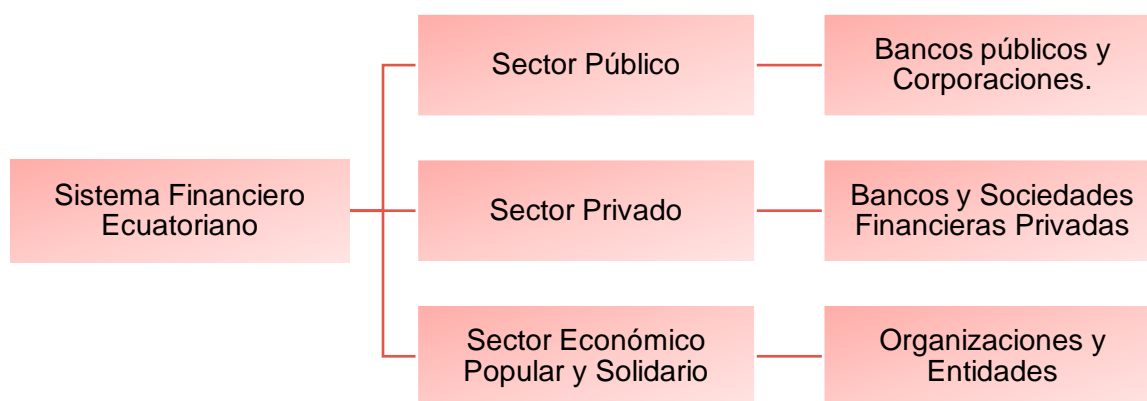 Sistema Financiero
Ecuatoriano
Sector Público
Bancos públicos y
Corporaciones.
Sector Privado
Bancos y Sociedades
Financieras Privadas
Sector Económico
Popular y Solidario
Organizaciones y
Entidades